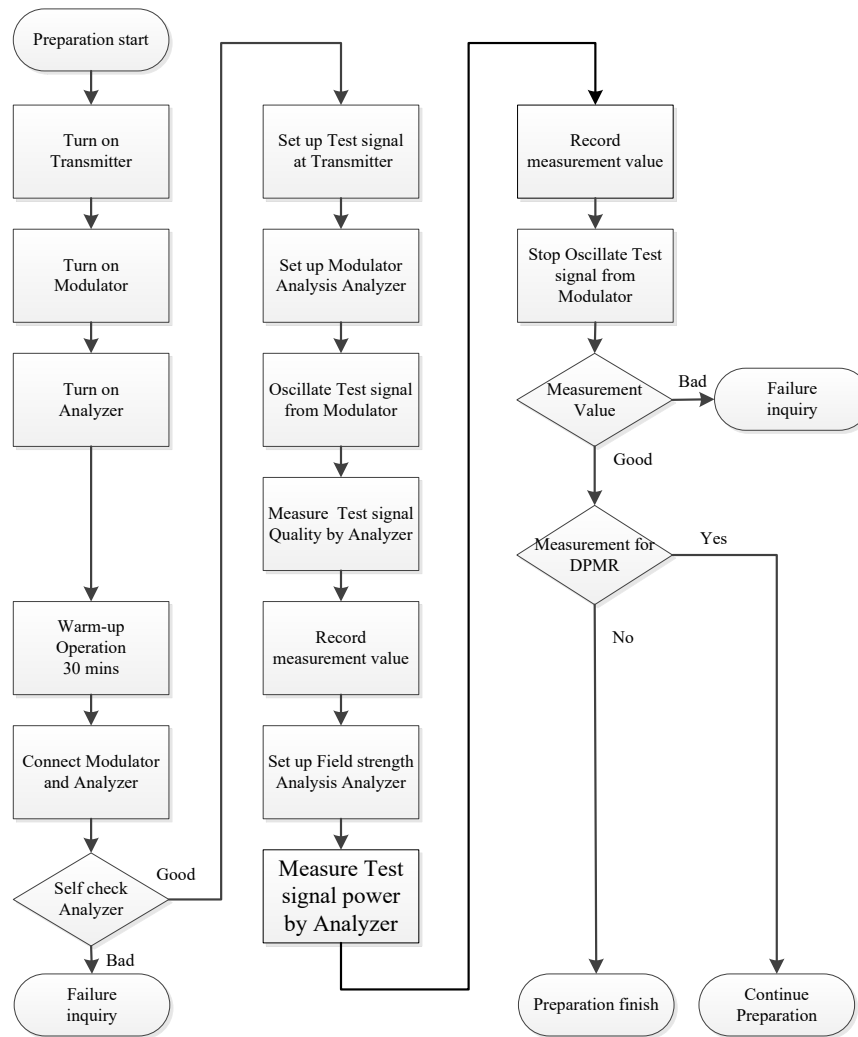 Preparation start
Turn on
Transmitter
Turn on
Modulator
Turn on
Analyzer
Warm-up
Operation
30 mins
Connect Modulator
and Analyzer
Self check
Analyzer
Good
Bad
Failure
inquiry
Set up Test signal
at Transmitter
Set up Modulator
Analysis Analyzer
Oscillate Test signal
from Modulator
Measure Test signal
Quality by Analyzer
Record
measurement value
Set up Field strength
Analysis Analyzer
Measure Test
signal power
by Analyzer
Record
measurement value
Stop Oscillate Test
signal from
Modulator
Measurement
Value
Bad
Failure
inquiry
Good
Measurement for
DPMR
Yes
No
Preparation finish
Continue
Preparation